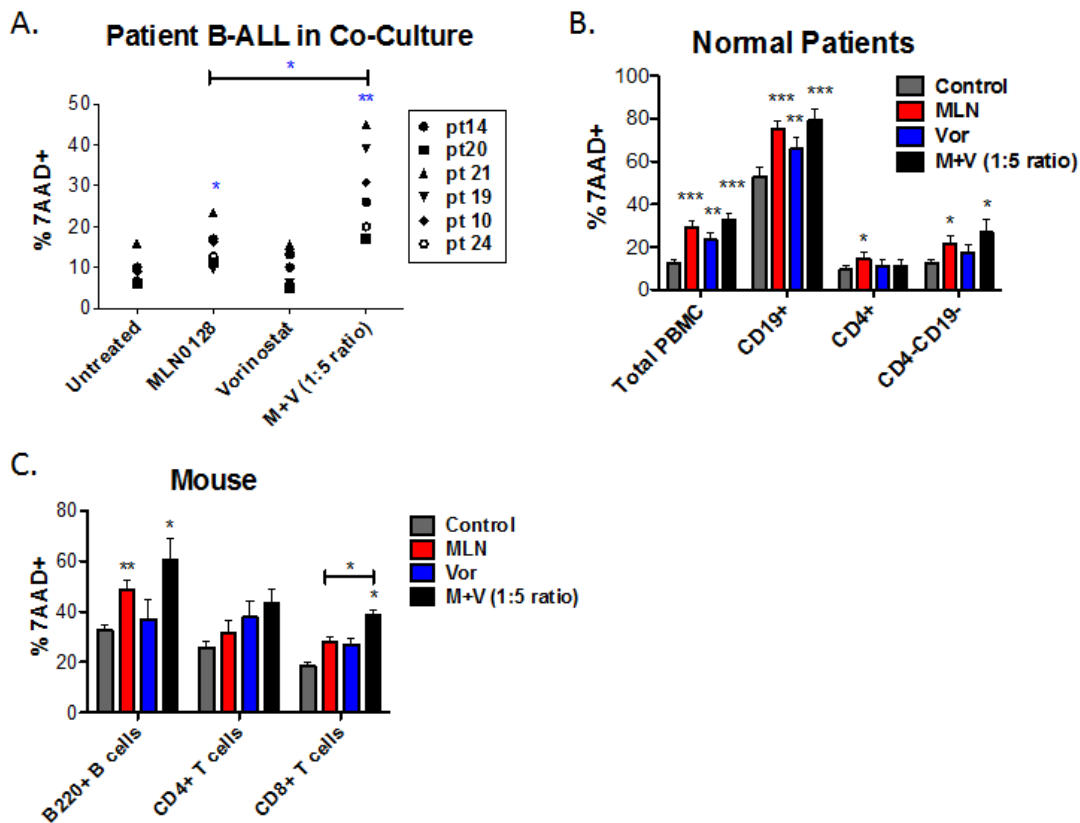 A.
Patient B-ALL in Co-Culture
*
**
*
% 7AAD+
50
40
30
20
10
0
Untreated
MLN0128
Vorinostat
M+V (1:5 ratio)
pt14
pt20
pt 21
pt 19
pt 10
pt 24
B.
Normal Patients
% 7AAD+
100
80
60
40
20
0
***
**
***
***
**
***
*
*
*
Total PBMC
CD19+
CD4+
CD4-CD19-
Control
MLN
Vor
M+V (1:5 ratio)
C.
Mouse
% 7AAD+
80
60
40
20
0
**
*
*
*
B220+ B cells
CD4+ T cells
CD8+ T cells
Control
MLN
Vor
M+V (1:5 ratio)